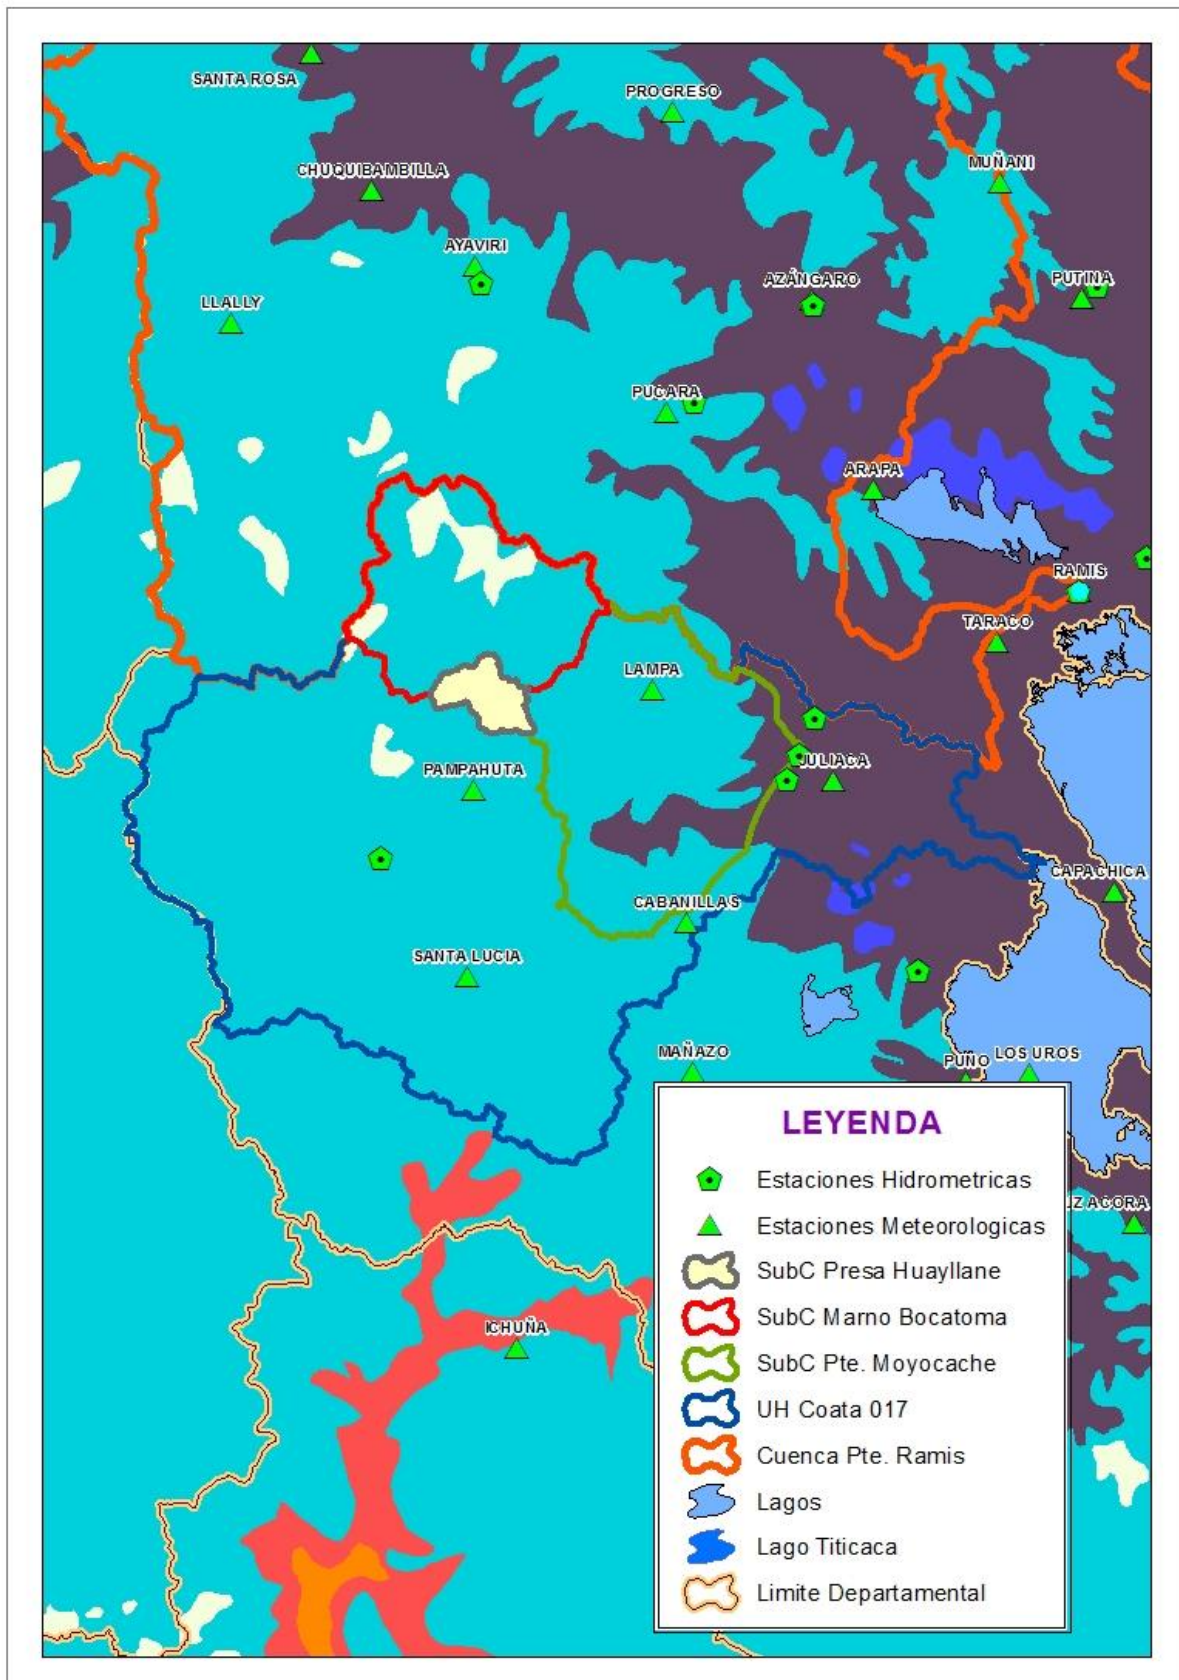 SANTA ROSA
PROGRESO
CHUQUIBAMBILLA
MUÑANI
AYAVIRI
AZÁNGARO
PUTINA
LLALLY
PUCARA
ARAPA
RAMIS
TARACO
LAMPA
JULIACA
PAMPAHUTA
CAPACHICA
CABANILLAS
SANTA LUCIA
MAÑAZO
PUNO
LOS UROS
LEYENDA
Estaciones Hidrometricas
Estaciones Meteorologicas
IZ ACORA
SubC Presa Huayllane
SubC Marno Bocatoma
ICHUÑA
SubC Pte. Moyocache
UH Coata 017
Cuenca Pte. Ramis
Lagos
Lago Titicaca
Limite Departamental